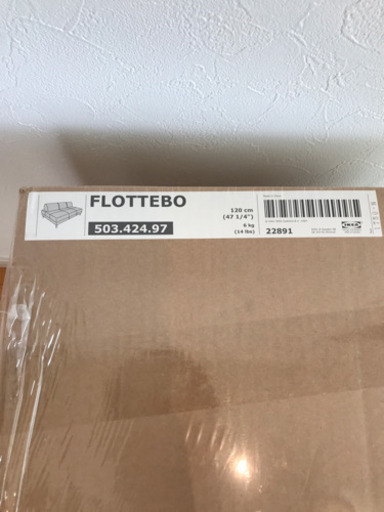 FLOTTEBO
503.424.97
120 cm
(47 1/4")
6 kg
(14 lbs)
22891
IKEA